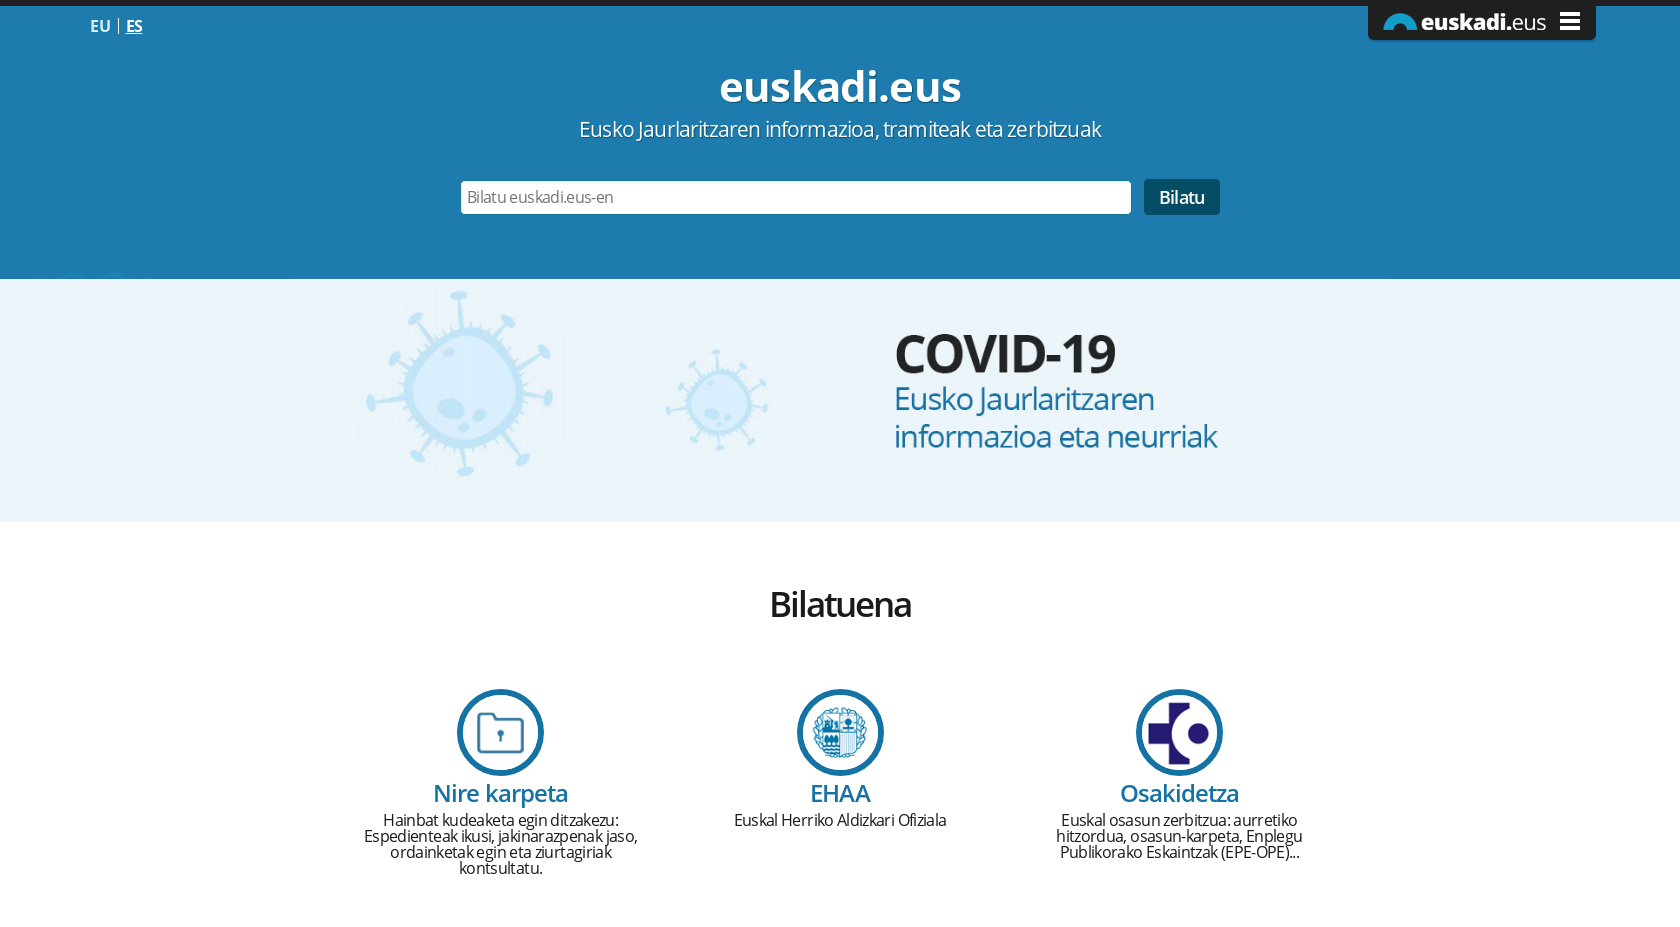 EU | ES
euskadi.eus
euskadi.eus
Eusko Jaurlaritzaren informazioa, tramiteak eta zerbitzuak
Bilatu euskadi.eus-en
Bilatu
COVID-19
Eusko Jaurlaritzaren
informazioa eta neurriak
Bilatuena
Nire karpeta
Hainbat kudeaketa egin ditzakezu:
Espedienteak ikusi, jakinarazpenak jaso,
ordainketak egin eta ziurtagiriak
kontsultatu.
EHAA
Euskal Herriko Aldizkari Ofiziala
Osakidetza
Euskal osasun zerbitzua: aurretiko
hitzordua, osasun-karpeta, Enplegu
Publikorako Eskaintzak (EPE-OPE)...